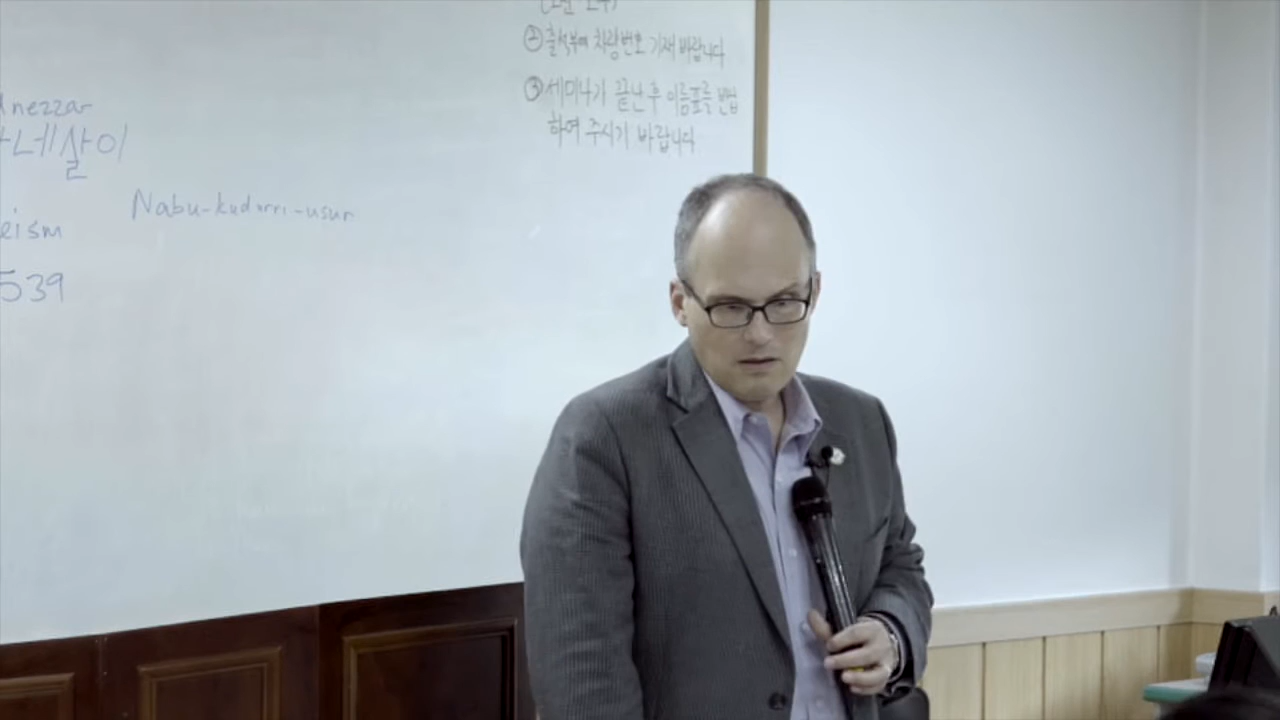 ② 출석부에 차량번호 기재 바랍니다
③ 세미나가 끝난 후 이름표를 반납
하여 주시기 바랍니다
dnezzar
네살이
Nabu-kudurri-usur
eism
539